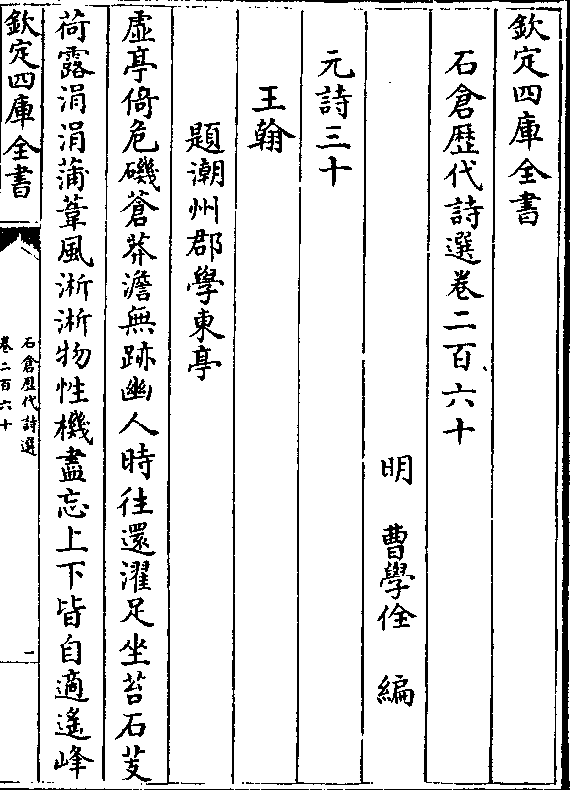 欽定四庫全書
石倉歴代詩選卷二百六十
明　曹學佺　編
元詩三十
王翰
題潮州郡學東亭
虚亭倚危磯蒼莽澹無跡幽人時往還濯足坐苔石芰
荷露涓涓蒲葦風淅淅物性機盡忘上下皆自適遥峰
欽定四庫全書
石倉歴代詩選
卷二百六十
一